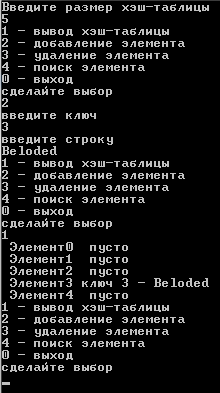 Введите размер хэш-таблицы
5
1 - вывод хэш-таблицы
2 - добавление элемента
3 - удаление элемента
4 - поиск элемента
0 - выход
сделайте выбор
2
введите ключ
3
введите строку
Beloded
1 - вывод хэш-таблицы
2 - добавление элемента
3 - удаление элемента
4 - поиск элемента
0 - выход
сделайте выбор
1
Элемент0 пусто
Элемент1 пусто
Элемент2 пусто
Элемент3 ключ 3 - Beloded
Элемент4 пусто
1 - вывод хэш-таблицы
2 - добавление элемента
3 - удаление элемента
4 - поиск элемента
0 - выход
сделайте выбор